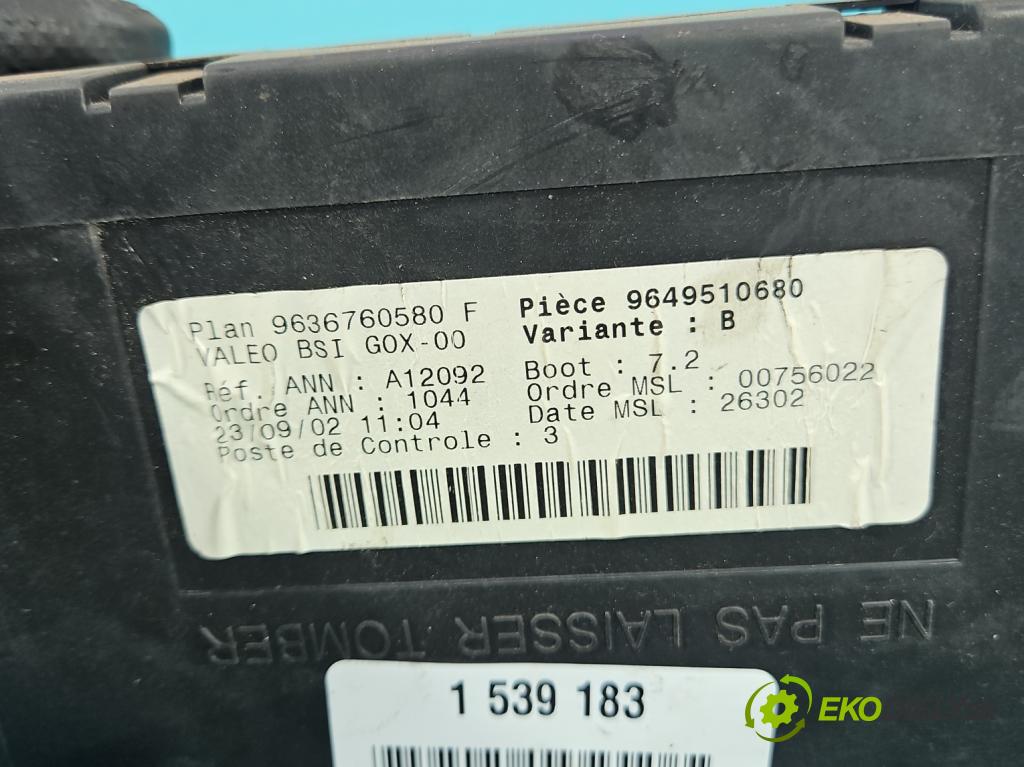 Plan 9636760580 F
VALEO BSI GOX-00
Pièce 9649510680
Variante : B
Réf. ANN : A12092
Ordre ANN : 1044
23/09/02 11:04
Poste de Controle : 3
Boot : 7.2
Ordre MSL : 00756022
Date MSL : 26302
NE PAS LAISSER TOMBER
1 539 183
EKO